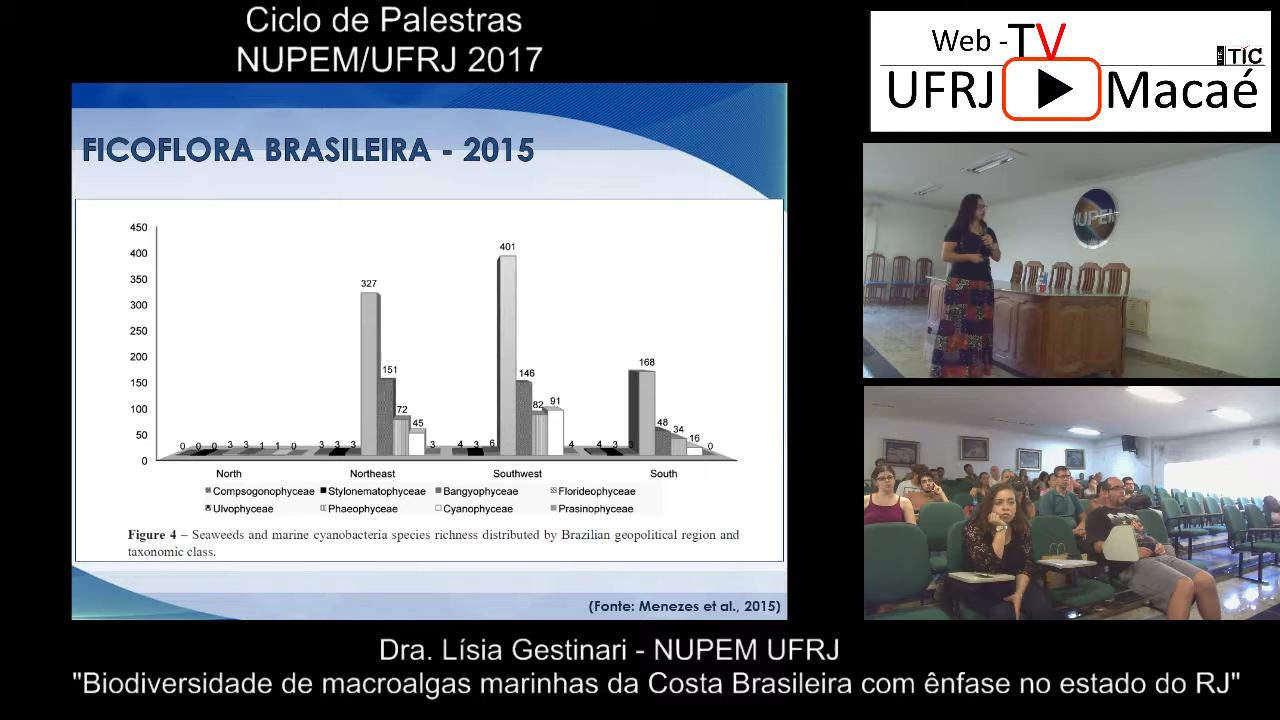 Ciclo de Palestras
NUPEM/UFRJ 2017
Web -TV
TIC
UFRJ Macaé
FICOFLORA BRASILEIRA - 2015
450
400
350
300
250
200
150
100
50
0
0 0 0 3 3 1 1 0
3 3 3 327 151 72 45 3
4 3 6 401 146 82 91 4
4 3 3 168 48 34 16 0
North Northeast Southwest South
Compsogonophyceae Stylonematophyceae Bangyophyceae Florideophyceae
Ulvophyceae Phaeophyceae Cyanophyceae Prasinophyceae
Figure 4 – Seaweeds and marine cyanobacteria species richness distributed by Brazilian geopolitical region and
taxonomic class.
(Fonte: Menezes et al., 2015)
NUPEM
Dra. Lísia Gestinari - NUPEM UFRJ
"Biodiversidade de macroalgas marinhas da Costa Brasileira com ênfase no estado do RJ"